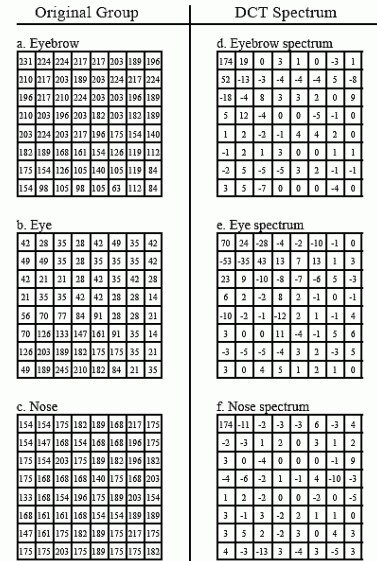 Original Group
DCT Spectrum
a. Eyebrow
231 224 224 217 217 203 189 196
210 217 203 189 203 224 217 224
196 217 210 224 203 203 196 189
210 203 196 203 182 203 182 189
203 224 203 217 196 175 154 140
182 189 168 161 154 126 119 112
175 154 126 105 140 105 119 84
154 98 105 98 105 63 112 84
d. Eyebrow spectrum
174 19 0 3 1 0 -3 1
52 -13 -3 -4 -4 -4 5 -8
-18 -4 8 3 3 2 0 9
5 12 -4 0 0 -5 -1 0
1 2 -2 -1 4 4 2 0
-1 2 1 3 0 0 1 1
-2 5 -5 -5 3 2 -1 -1
3 5 -7 0 0 0 -4 0
b. Eye
42 28 35 28 42 49 35 42
49 49 35 28 35 35 35 42
42 21 21 28 42 35 42 28
21 35 35 42 42 28 28 14
56 70 77 84 91 28 28 21
70 126 133 147 161 91 35 14
126 203 189 182 175 175 35 21
49 189 245 210 182 84 21 35
e. Eye spectrum
70 24 -28 -4 -2 -10 -1 0
-53 -35 43 13 7 13 1 3
23 9 -10 -8 -7 -6 5 -3
6 2 -2 8 2 -1 0 -1
-10 -2 -1 -12 2 1 -1 4
3 0 0 11 -4 -1 5 6
-3 -5 -5 -4 3 2 -3 5
3 0 4 5 1 2 1 0
c. Nose
154 154 175 182 189 168 217 175
154 147 168 154 168 168 196 175
175 154 203 175 189 182 196 182
175 168 168 168 140 175 168 203
133 168 154 196 175 189 203 154
168 161 161 168 154 154 189 189
147 161 175 182 189 175 217 175
175 175 203 175 189 175 175 182
f. Nose spectrum
174 -11 -2 -3 -3 6 -3 4
-2 -3 1 2 0 3 1 2
3 0 -4 0 0 0 -1 9
-4 -6 -2 1 -1 4 -10 -3
1 2 -2 0 0 -2 0 -5
3 -1 3 -2 2 1 1 0
3 5 2 -2 3 0 4 3
4 -3 -13 3 -4 3 -5 3